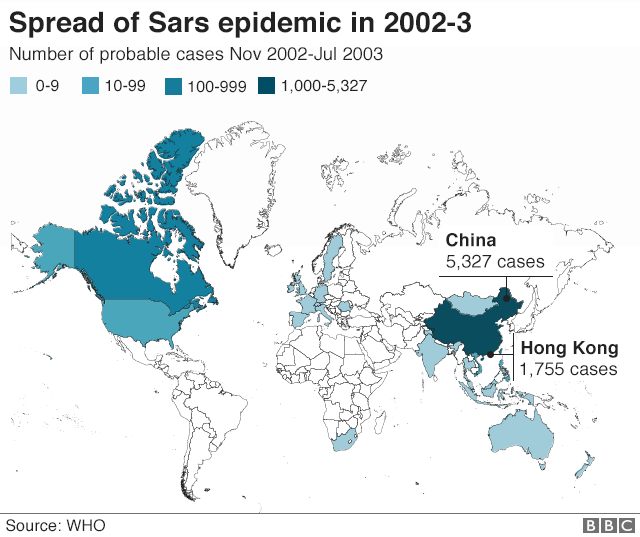 Spread of Sars epidemic in 2002-3
Number of probable cases Nov 2002-Jul 2003
0-9 10-99 100-999 1,000-5,327
China
5,327 cases
Hong Kong
1,755 cases
Source: WHO BBC